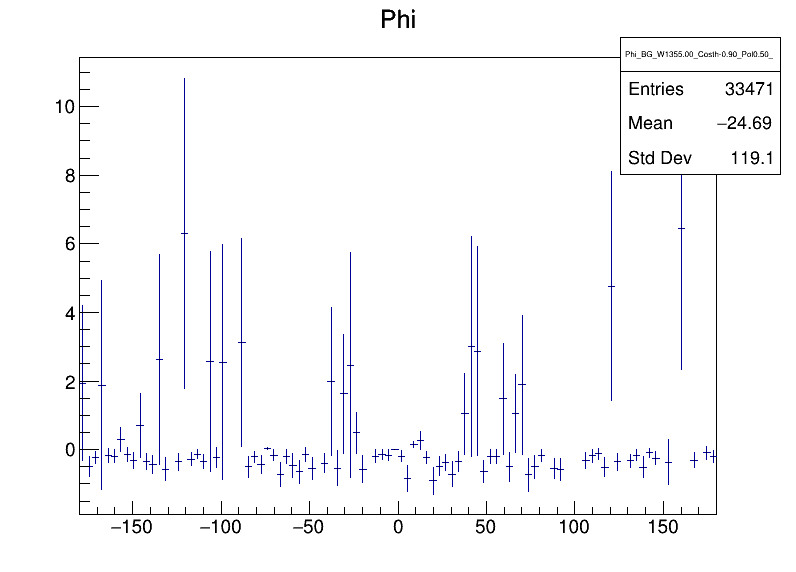 Phi
Phi_BG_W1355.00_Costh-0.90_Pol0.50_
Entries 33471
Mean −24.69
Std Dev 119.1
10
8
6
4
2
0
−150 −100 −50 0 50 100 150